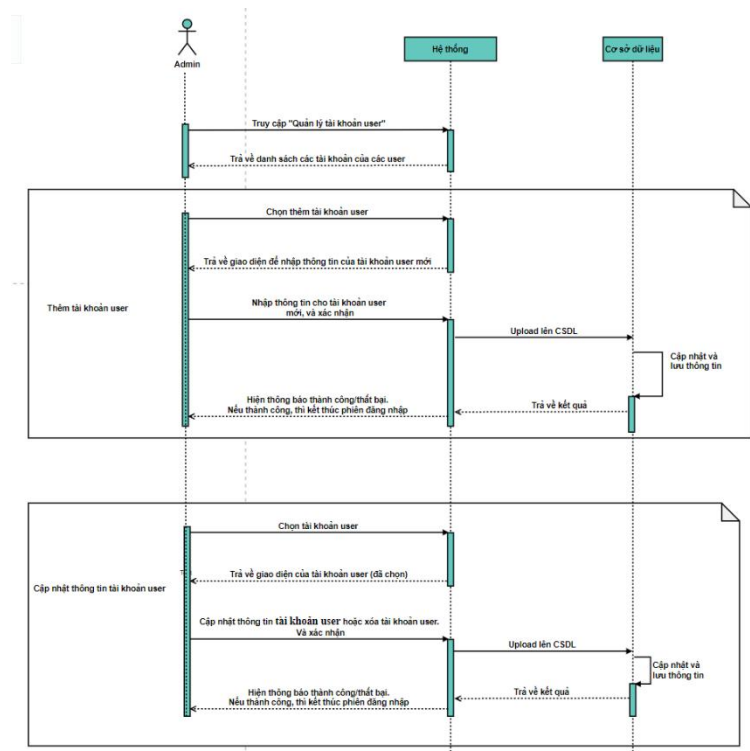 Admin
Hệ thống
Cơ sở dữ liệu
Truy cập "Quản lý tài khoản user"
Trả về danh sách các tài khoản của các user
Chọn thêm tài khoản user
Trả về giao diện để nhập thông tin của tài khoản user mới
Thêm tài khoản user
Nhập thông tin cho tài khoản user
mới, và xác nhận
Upload lên CSDL
Cập nhật và
lưu thông tin
Hiện thông báo thành công/thất bại.
Nếu thành công, thì kết thúc phiên đăng nhập
Trả về kết quả
Chọn tài khoản user
Trả về giao diện của tài khoản user (đã chọn)
Cập nhật thông tin tài khoản user
Cập nhật thông tin tài khoản user hoặc xóa tài khoản user.
Và xác nhận
Upload lên CSDL
Cập nhật và
lưu thông tin
Hiện thông báo thành công/thất bại.
Nếu thành công, thì kết thúc phiên đăng nhập
Trả về kết quả